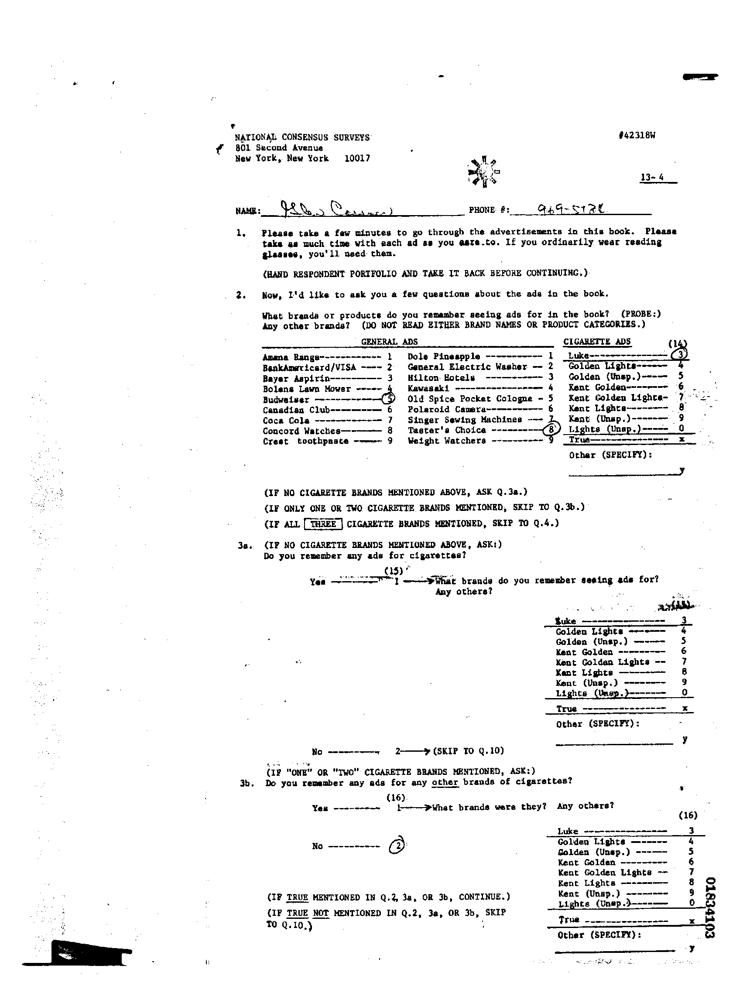 NATIONAL CONSENSUS SURVEYS #42318W
801 Second Avenue
New York, New York 10017
13-4
NAME: PHONE #: 969-5138
1. Please take a few minutes to go through the advertisements in this book. Please
take as much time with each ad as you care to. If you ordinarily wear reading
glasses, you'll need them.
(HAND RESPONDENT PORTFOLIO AND TAKE IT BACK BEFORE CONTINUING.)
2. Now, I'd like to ask you a few questions about the ads in the book.
What brands or products do you remember seeing ads for in the book? (PROBE:)
Any other brands? (DO NOT READ EITHER BRAND NAMES OR PRODUCT CATEGORIES.)
GENERAL ADS CIGARETTE ADS (14)
Amana Range------------ 1 Dole Pineapple ----------- 1 Luke---------------- 3
BankAmericard/VISA ---- 2 General Electric Washer -- 2 Golden Lights------ 4
Bayer Aspirin---------- 3 Hilton Hotels ----------- 3 Golden (Unsp.)----- 5
Bolens Lawn Mower ----- 4 Kawasaki ----------------- 4 Kent Golden-------- 6
Budweiser ------------- 5 Old Spice Pocket Cologne - 5 Kent Golden Lights- 7
Canadian Club---------- 6 Polaroid Camera----------- 6 Kent Lights-------- 8
Coca Cola ------------- 7 Singer Sewing Machines --- 7 Kent (Unsp.)------- 9
Concord Watches-------- 8 Taster's Choice ---------- 8 Lights (Unsp.)----- 0
Crest toothpaste ----- 9 Weight Watchers ---------- 9 True--------------- x
Other (SPECIFY):
y
(IF NO CIGARETTE BRANDS MENTIONED ABOVE, ASK Q.3a.)
(IF ONLY ONE OR TWO CIGARETTE BRANDS MENTIONED, SKIP TO Q.3b.)
(IF ALL THREE CIGARETTE BRANDS MENTIONED, SKIP TO Q.4.)
3a. (IF NO CIGARETTE BRANDS MENTIONED ABOVE, ASK:)
Do you remember any ads for cigarettes?
(15)
Yes ----------- 1 → What brands do you remember seeing ads for?
Any others?
Luke ---------------- 3
Golden Lights ------- 4
Golden (Unsp.) ------ 5
Kent Golden --------- 6
Kent Golden Lights -- 7
Kent Lights --------- 8
Kent (Unsp.) -------- 9
Lights (Unsp.)------- 0
True ---------------- x
Other (SPECIFY):
y
No ---------- 2 → (SKIP TO Q.10)
(IF "ONE" OR "TWO" CIGARETTE BRANDS MENTIONED, ASK:)
3b. Do you remember any ads for any other brands of cigarettes?
(16)
Yes --------- 1 → What brands were they? Any others?
(16)
Luke ---------------- 3
No ---------- 2 Golden Lights ------- 4
Golden (Unsp.) ------ 5
Kent Golden --------- 6
Kent Golden Lights -- 7
Kent Lights --------- 8
(IF TRUE MENTIONED IN Q.2, 3a, OR 3b, CONTINUE.) Kent (Unsp.) -------- 9
Lights (Unsp.)------- 0
(IF TRUE NOT MENTIONED IN Q.2, 3a, OR 3b, SKIP
TO Q.10.) True ---------------- x
Other (SPECIFY):
y
01834103